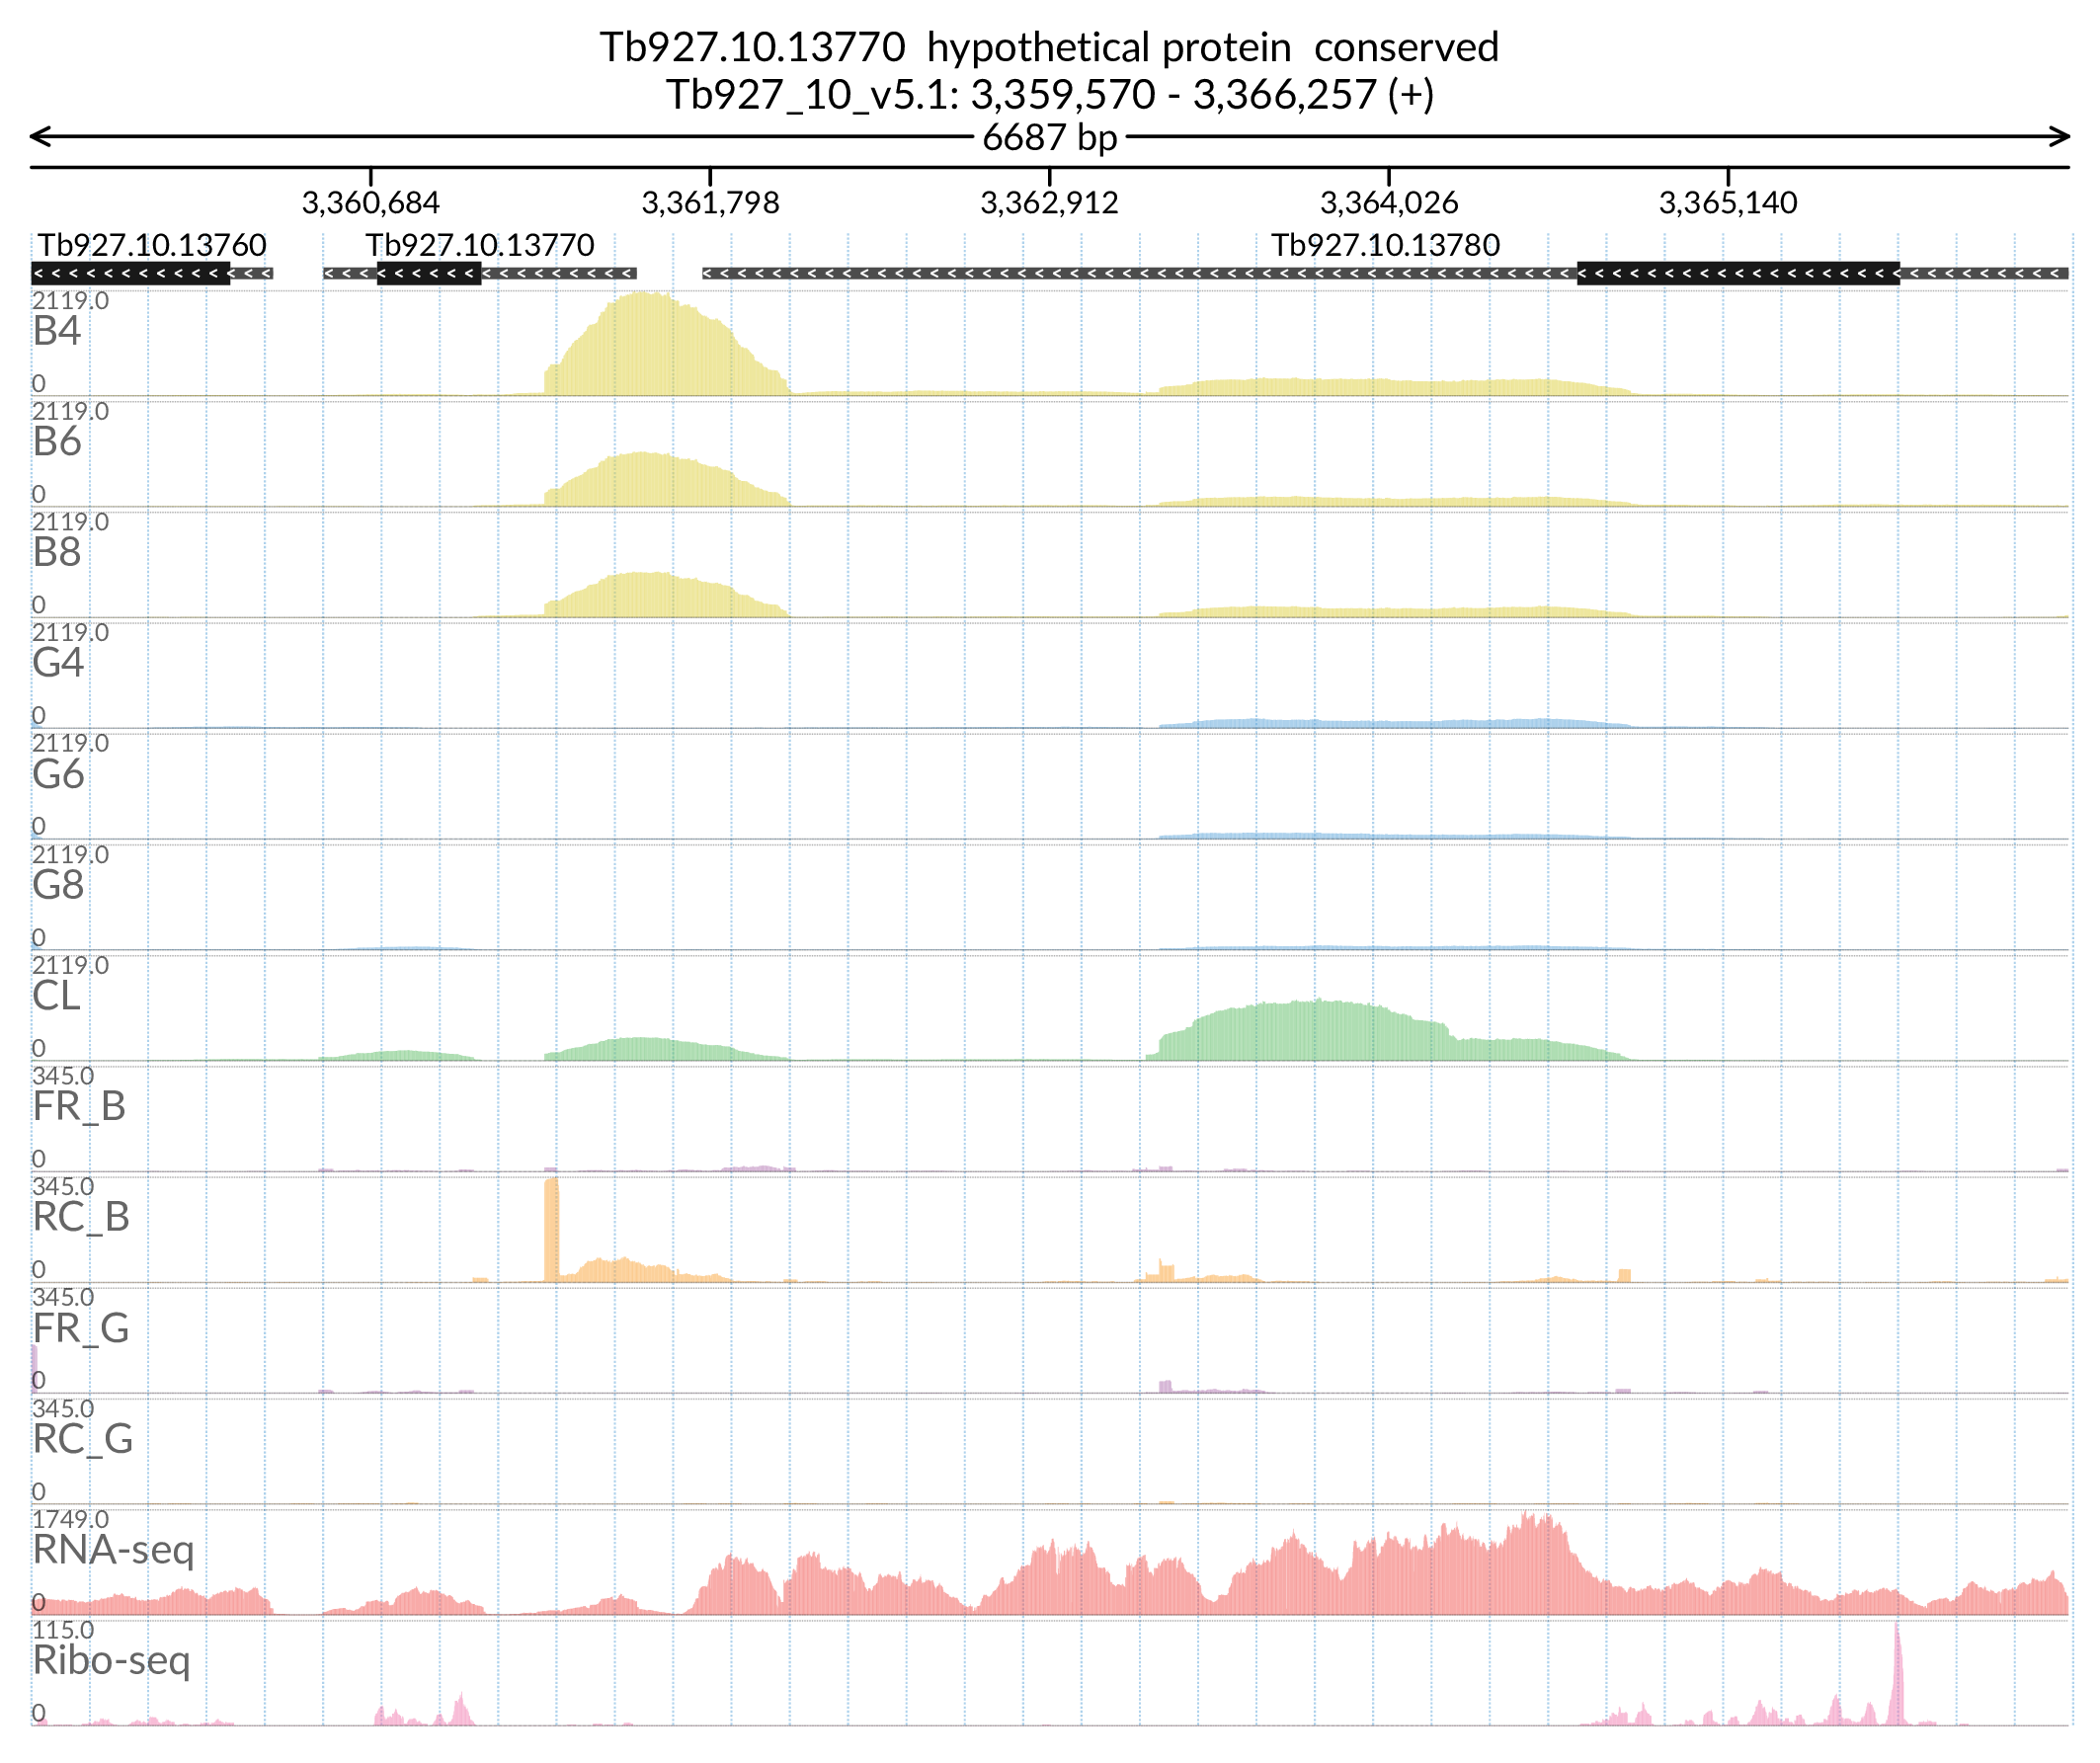 Tb927.10.13770 hypothetical protein conserved
Tb927_10_v5.1: 3,359,570 - 3,366,257 (+)
6687 bp
3,360,684 3,361,798 3,362,912 3,364,026 3,365,140
Tb927.10.13760 Tb927.10.13770 Tb927.10.13780
2119.0
B4
0
2119.0
B6
0
2119.0
B8
0
2119.0
G4
0
2119.0
G6
0
2119.0
G8
0
2119.0
CL
0
345.0
FR_B
0
345.0
RC_B
0
345.0
FR_G
0
345.0
RC_G
0
1749.0
RNA-seq
0
115.0
Ribo-seq
0